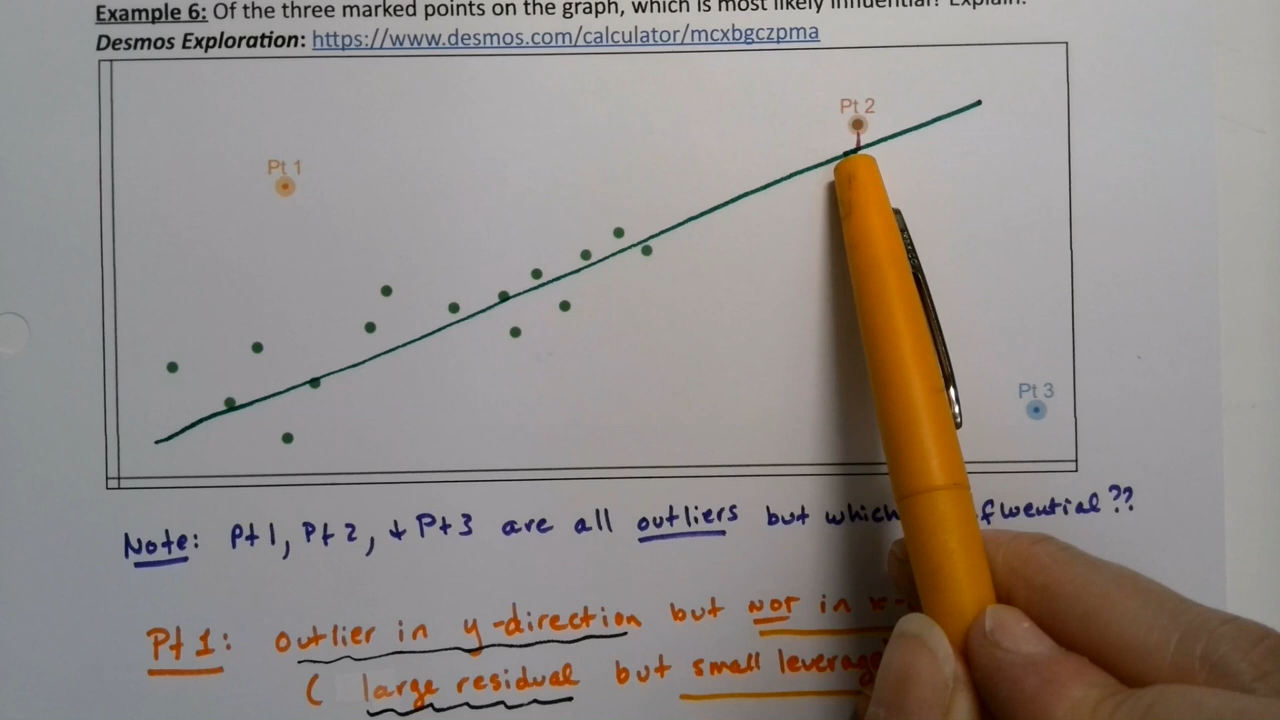 Example 6: Of the three marked points on the graph, which is most likely influential? Explain.
Desmos Exploration: https://www.desmos.com/calculator/mcxbgczpma
Pt 2
Pt 1
Pt 3
Note: Pt 1, Pt 2, + Pt 3 are all outliers but which fluential??
Pt 1: outlier in y-direction but NOT in x-
( large residual but small leverage